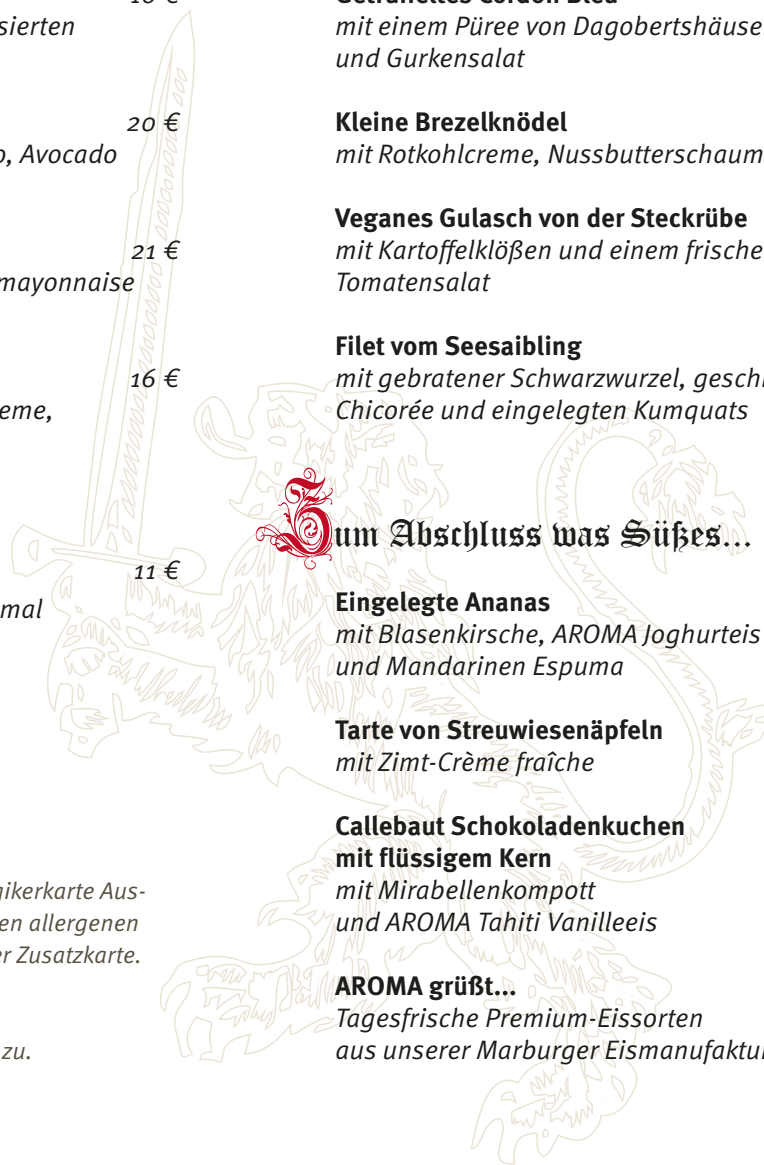 sierten
20 €
, Avocado
21 €
mayonnaise
16 €
eme,
11 €
mal
gikerkarte Aus-
en allergenen
er Zusatzkarte.
zu.
mit einem Püree von
und Gurkensalat
Kleine Brezelknödel
mit Rotkohlcreme, Nussbutterschaum
Veganes Gulasch von der Steckrübe
mit Kartoffelklößen und einem frische
Tomatensalat
Filet vom Seesaibling
mit gebratener Schwarzwurzel,
Chicorée und eingelegten Kumquats
Zum Abschluss was Süßes...
Eingelegte Ananas
mit Blasenkirsche, AROMA Joghurteis
und Mandarinen Espuma
Tarte von Streuwiesenäpfeln
mit Zimt-Crème fraîche
Callebaut Schokoladenkuchen
mit flüssigem Kern
mit Mirabellenkompott
und AROMA Tahiti Vanilleeis
AROMA grüßt...
Tagesfrische Premium-Eissorten
aus unserer Marburger Eismanufaktu